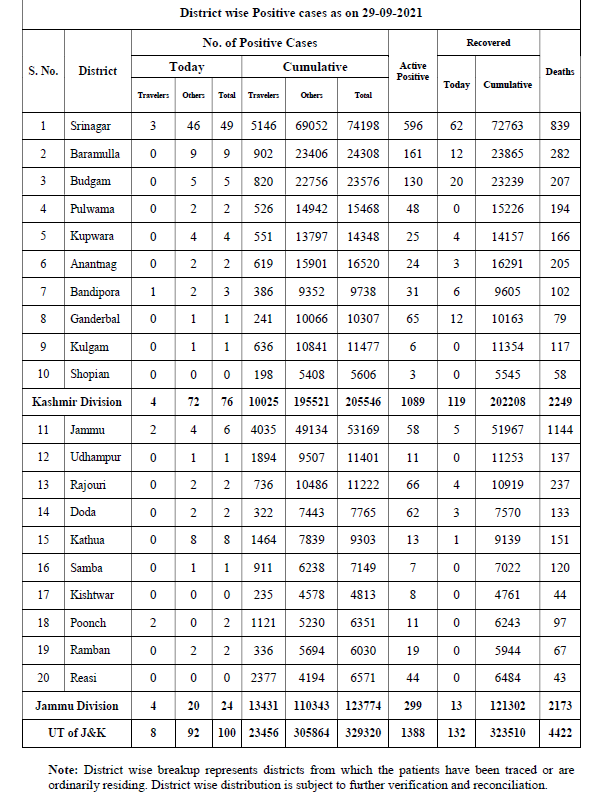 District wise Positive cases as on 29-09-2021
S. No. District No. of Positive Cases Active Positive Recovered Deaths
Today Cumulative Today Cumulative
Travelers Others Total Travelers Others Total
1 Srinagar 3 46 49 5146 69052 74198 596 62 72763 839
2 Baramulla 0 9 9 902 23406 24308 161 12 23865 282
3 Budgam 0 5 5 820 22756 23576 130 20 23239 207
4 Pulwama 0 2 2 526 14942 15468 48 0 15226 194
5 Kupwara 0 4 4 551 13797 14348 25 4 14157 166
6 Anantnag 0 2 2 619 15901 16520 24 3 16291 205
7 Bandipora 1 2 3 386 9352 9738 31 6 9605 102
8 Ganderbal 0 1 1 241 10066 10307 65 12 10163 79
9 Kulgam 0 1 1 636 10841 11477 6 0 11354 117
10 Shopian 0 0 0 198 5408 5606 3 0 5545 58
Kashmir Division 4 72 76 10025 195521 205546 1089 119 202208 2249
11 Jammu 2 4 6 4035 49134 53169 58 5 51967 1144
12 Udhampur 0 1 1 1894 9507 11401 11 0 11253 137
13 Rajouri 0 2 2 736 10486 11222 66 4 10919 237
14 Doda 0 2 2 322 7443 7765 62 3 7570 133
15 Kathua 0 8 8 1464 7839 9303 13 1 9139 151
16 Samba 0 1 1 911 6238 7149 7 0 7022 120
17 Kishtwar 0 0 0 235 4578 4813 8 0 4761 44
18 Poonch 2 0 2 1121 5230 6351 11 0 6243 97
19 Ramban 0 2 2 336 5694 6030 19 0 5944 67
20 Reasi 0 0 0 2377 4194 6571 44 0 6484 43
Jammu Division 4 20 24 13431 110343 123774 299 13 121302 2173
UT of J&K 8 92 100 23456 305864 329320 1388 132 323510 4422
Note: District wise breakup represents districts from which the patients have been traced or are
ordinarily residing. District wise distribution is subject to further verification and reconciliation.